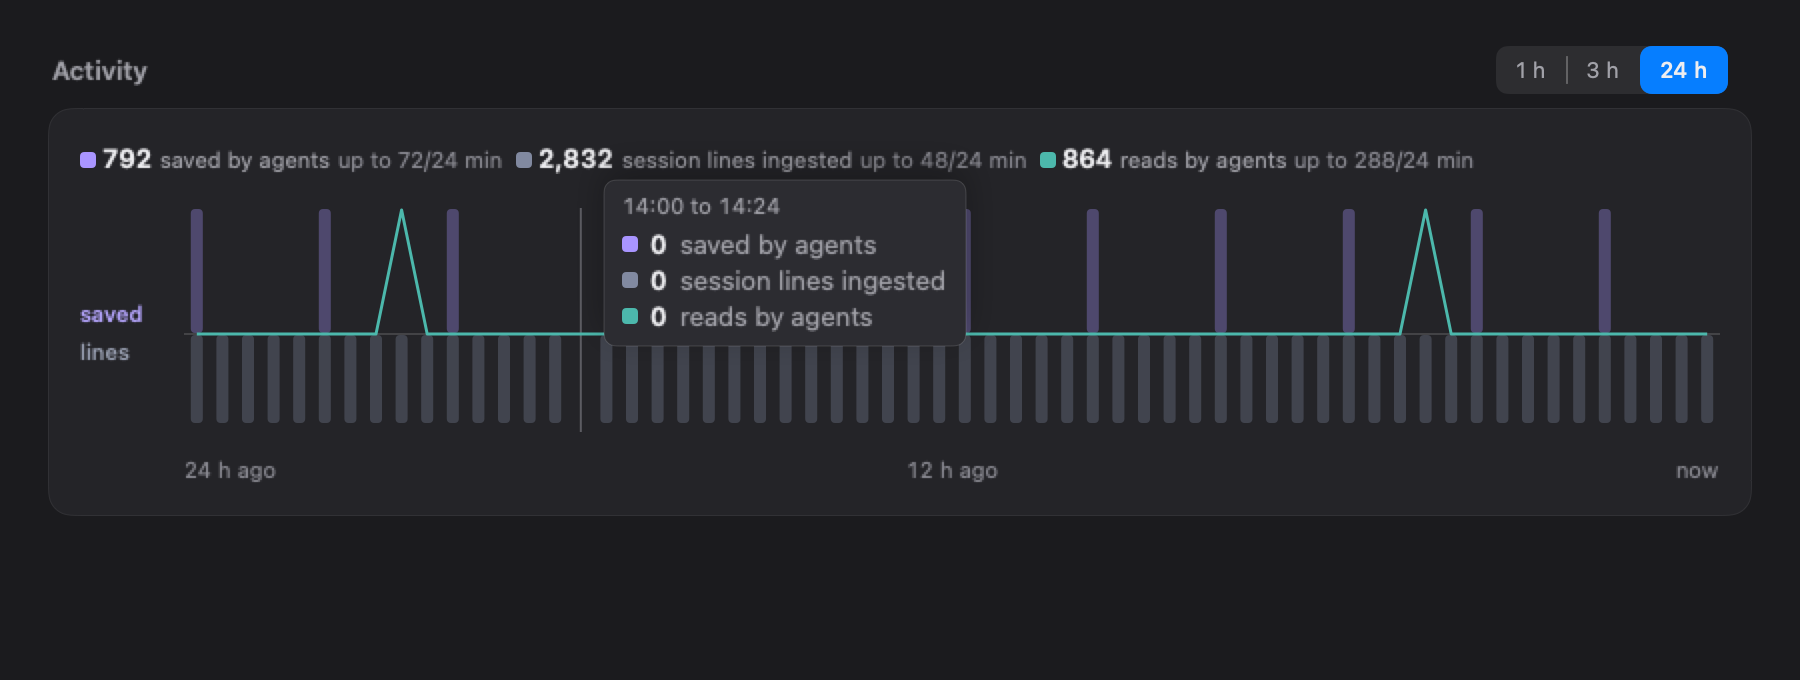 Activity
1 h 3 h 24 h
792 saved by agents up to 72/24 min 2,832 session lines ingested up to 48/24 min 864 reads by agents up to 288/24 min
14:00 to 14:24
0 saved by agents
0 session lines ingested
0 reads by agents
saved
lines
24 h ago 12 h ago now